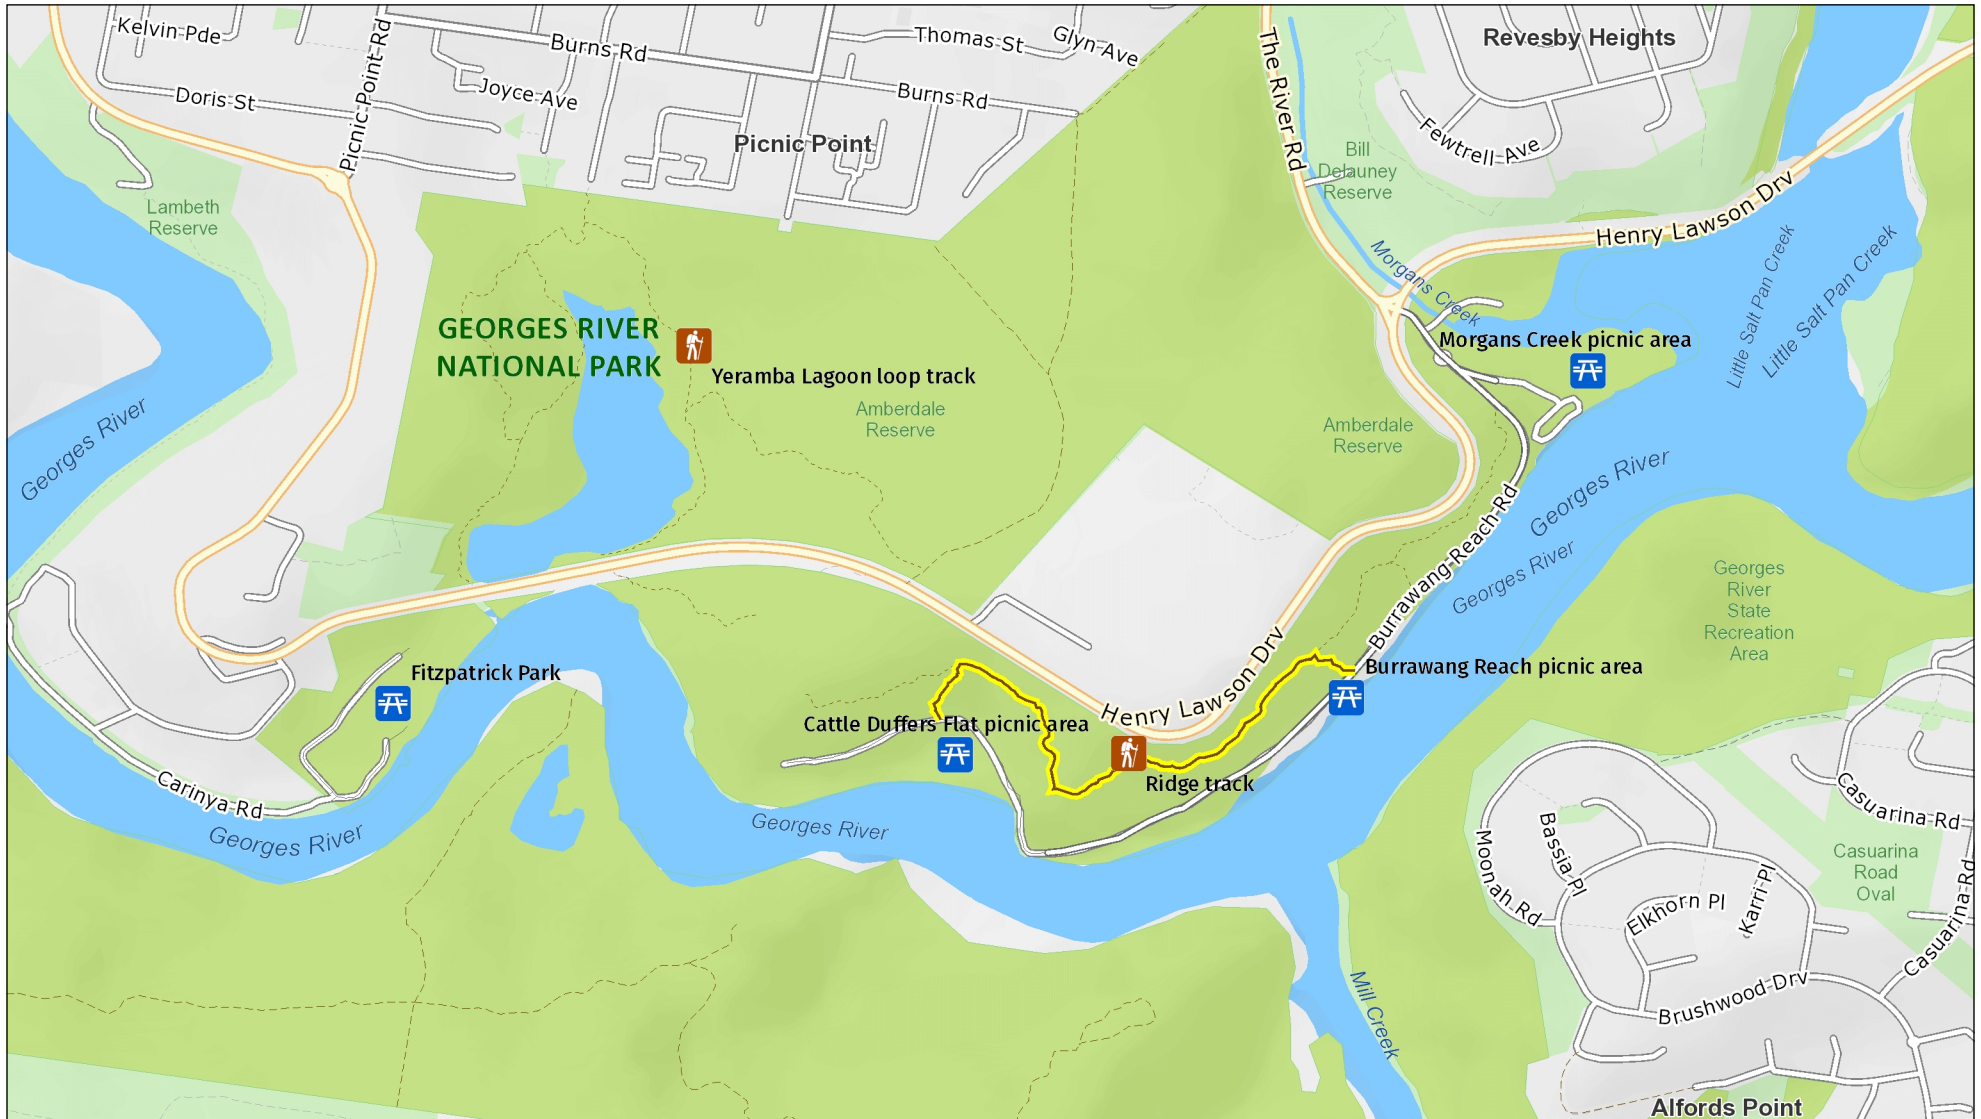 Kelvin Pde
Picnic Point Rd
Burns Rd
Thomas St
Glyn Ave
The River Rd
Revesby Heights
Joyce Ave
Doris St
Burns Rd
Picnic Point
Fewtrell Ave
Bill
Delauney
Reserve
Lambeth
Reserve
Henry Lawson Drv
Morgans Creek
Little Salt Pan Creek
Little Salt Pan Creek
GEORGES RIVER
NATIONAL PARK
Yeramba Lagoon loop track
Morgans Creek picnic area
Amberdale
Reserve
Amberdale
Reserve
Georges River
Georges River
Burrawang Reach Rd
Georges River
Georges
River
State
Recreation
Area
Fitzpatrick Park
Henry Lawson Drv
Burrawang Reach picnic area
Cattle Duffers Flat picnic area
Ridge track
Carinya Rd
Georges River
Georges River
Casuarina Rd
Moonah Rd
Bassia Pl
Elkhorn Pl
Karri Pl
Casuarina
Road
Oval
Casuarina Rd
Mill Creek
Brushwood Drv
Alfords Point